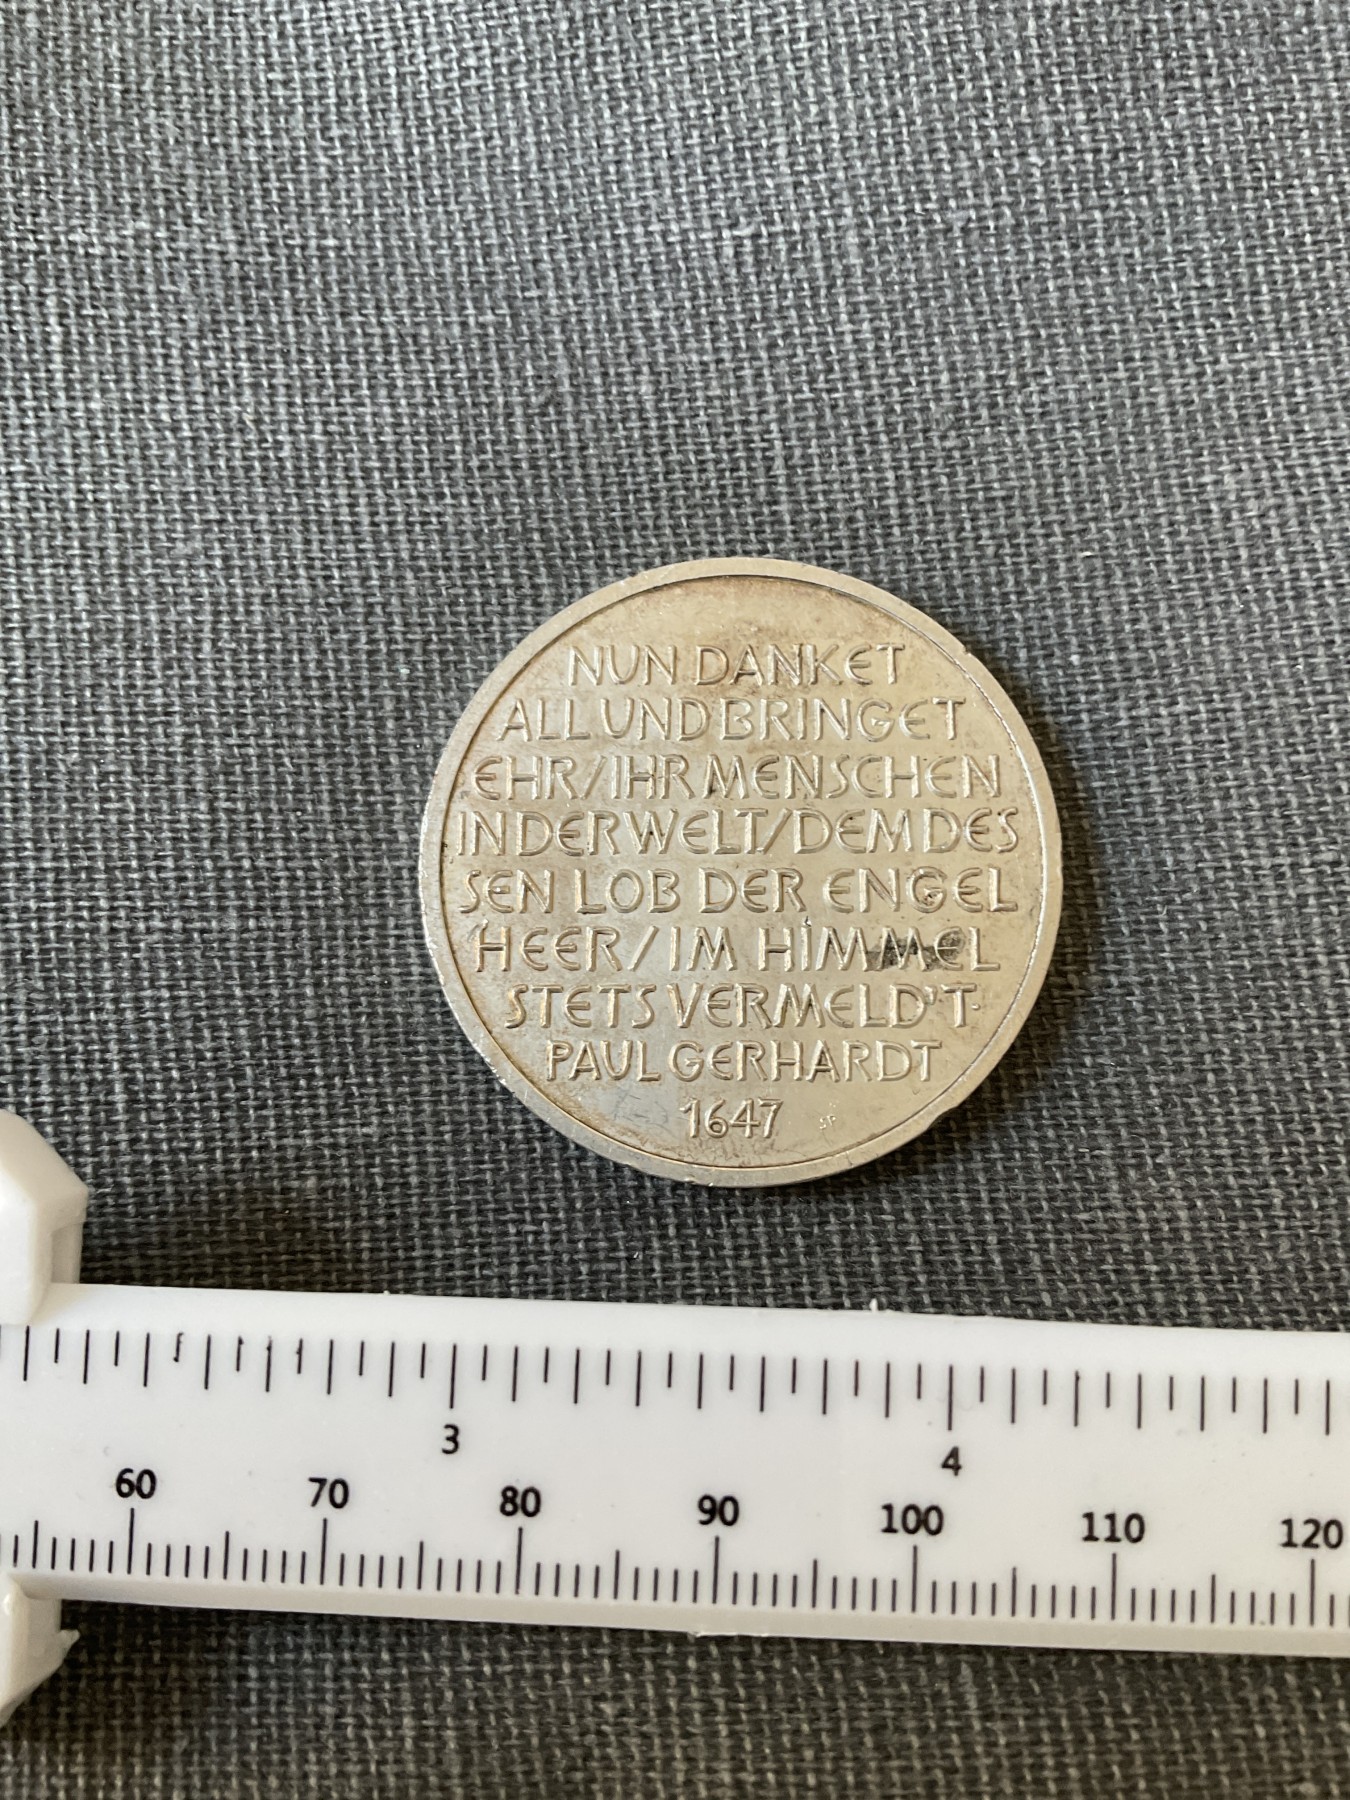 NUN DANKET
ALL UND BRINGET
EHR/IHR MENSCHEN
IN DER WELT/DEM DES
SEN LOB DER ENGEL
HEER/IM HIMMEL
STETS VERMELD'T·
PAUL GERHARDT
1647
SP
3
4
60 70 80 90 100 110 120